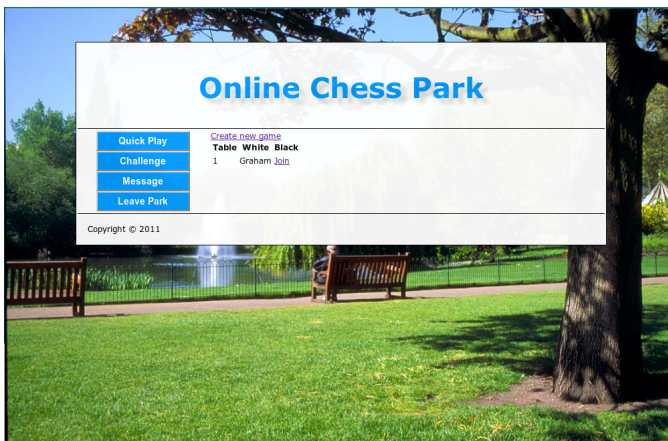 Online Chess Park
Quick Play
Challenge
Message
Leave Park
Create new game
Table White Black
1 Graham Join
Copyright © 2011